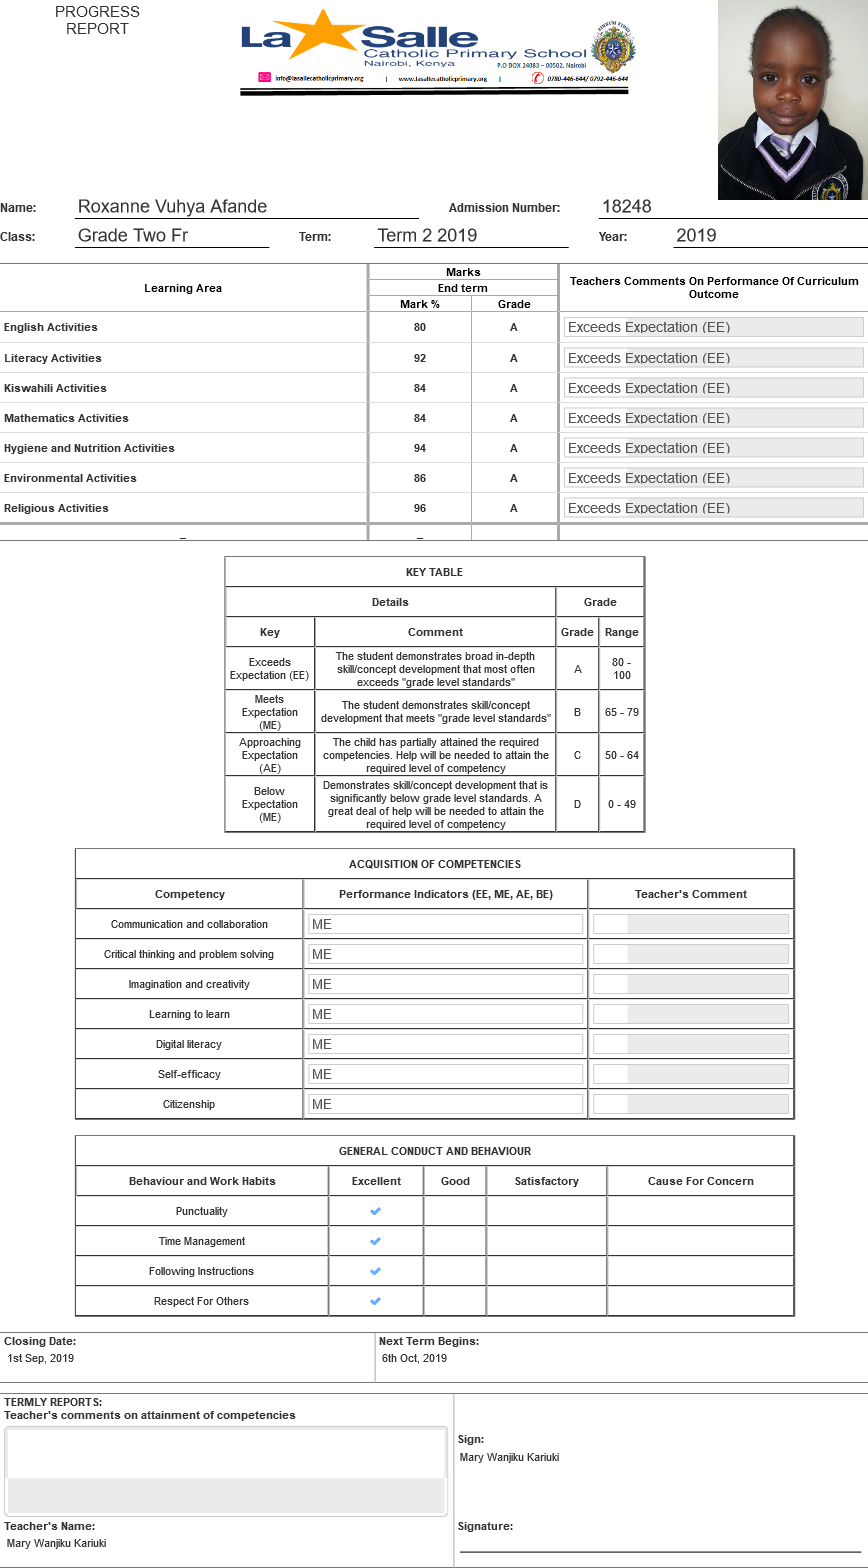 PROGRESS
REPORT
La Salle
Catholic Primary School
Nairobi, Kenya
P.O BOX 24083 – 00502, Nairobi
info@lasallecatholicprimary.org | www.lasallecatholicprimary.org | 0780-446-644/ 0792-446-644
Name: Roxanne Vuhya Afande Admission Number: 18248
Class: Grade Two Fr Term: Term 2 2019 Year: 2019
Learning Area Marks Teachers Comments On Performance Of Curriculum Outcome
End term
Mark % Grade
English Activities 80 A Exceeds Expectation (EE)
Literacy Activities 92 A Exceeds Expectation (EE)
Kiswahili Activities 84 A Exceeds Expectation (EE)
Mathematics Activities 84 A Exceeds Expectation (EE)
Hygiene and Nutrition Activities 94 A Exceeds Expectation (EE)
Environmental Activities 86 A Exceeds Expectation (EE)
Religious Activities 96 A Exceeds Expectation (EE)
_ _
KEY TABLE
Details Grade
Key Comment Grade Range
Exceeds
Expectation (EE)
The student demonstrates broad in-depth
skill/concept development that most often
exceeds "grade level standards"
A
80 -
100
Meets
Expectation
(ME)
The student demonstrates skill/concept
development that meets "grade level standards"
B
65 - 79
Approaching
Expectation
(AE)
The child has partially attained the required
competencies. Help will be needed to attain the
required level of competency
C
50 - 64
Below
Expectation
(ME)
Demonstrates skill/concept development that is
significantly below grade level standards. A
great deal of help will be needed to attain the
required level of competency
D
0 - 49
ACQUISITION OF COMPETENCIES
Competency Performance Indicators (EE, ME, AE, BE) Teacher's Comment
Communication and collaboration ME
Critical thinking and problem solving ME
Imagination and creativity ME
Learning to learn ME
Digital literacy ME
Self-efficacy ME
Citizenship ME
GENERAL CONDUCT AND BEHAVIOUR
Behaviour and Work Habits Excellent Good Satisfactory Cause For Concern
Punctuality
Time Management
Following Instructions
Respect For Others
Closing Date: Next Term Begins:
1st Sep, 2019 6th Oct, 2019
TERMLY REPORTS:
Teacher's comments on attainment of competencies
Sign:
Mary Wanjiku Kariuki
Teacher's Name: Signature:
Mary Wanjiku Kariuki